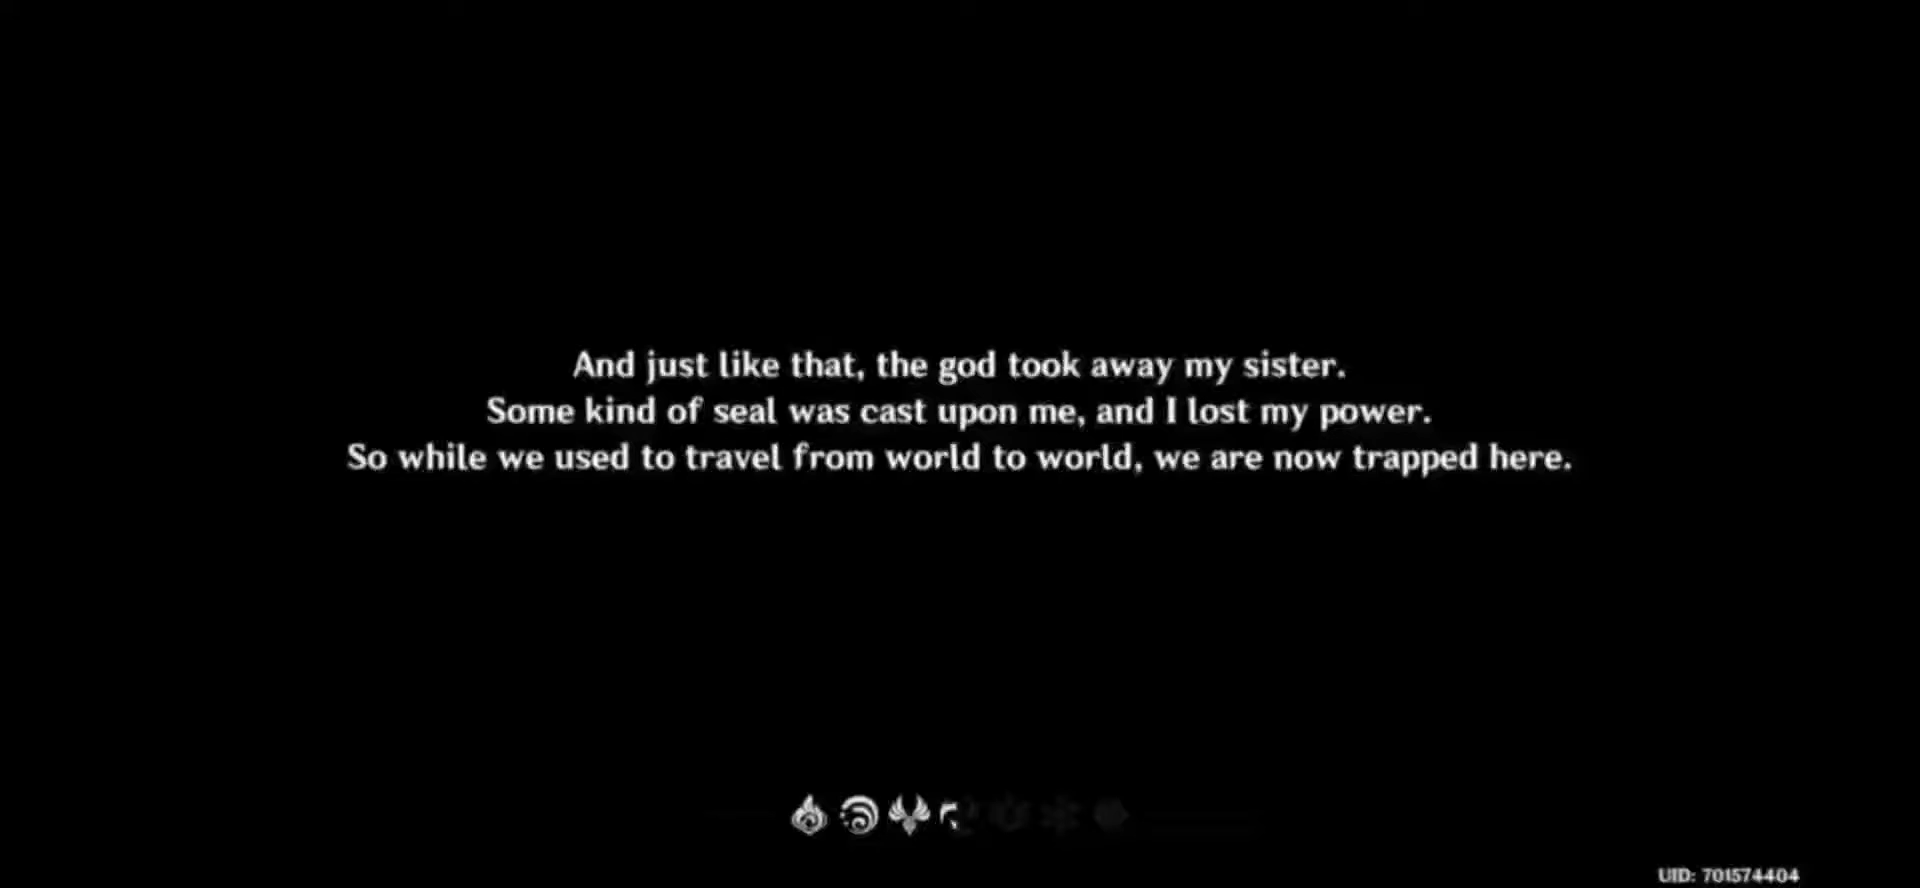 And just like that, the god took away my sister.
Some kind of seal was cast upon me, and I lost my power.
So while we used to travel from world to world, we are now trapped here.
UID: 701574404